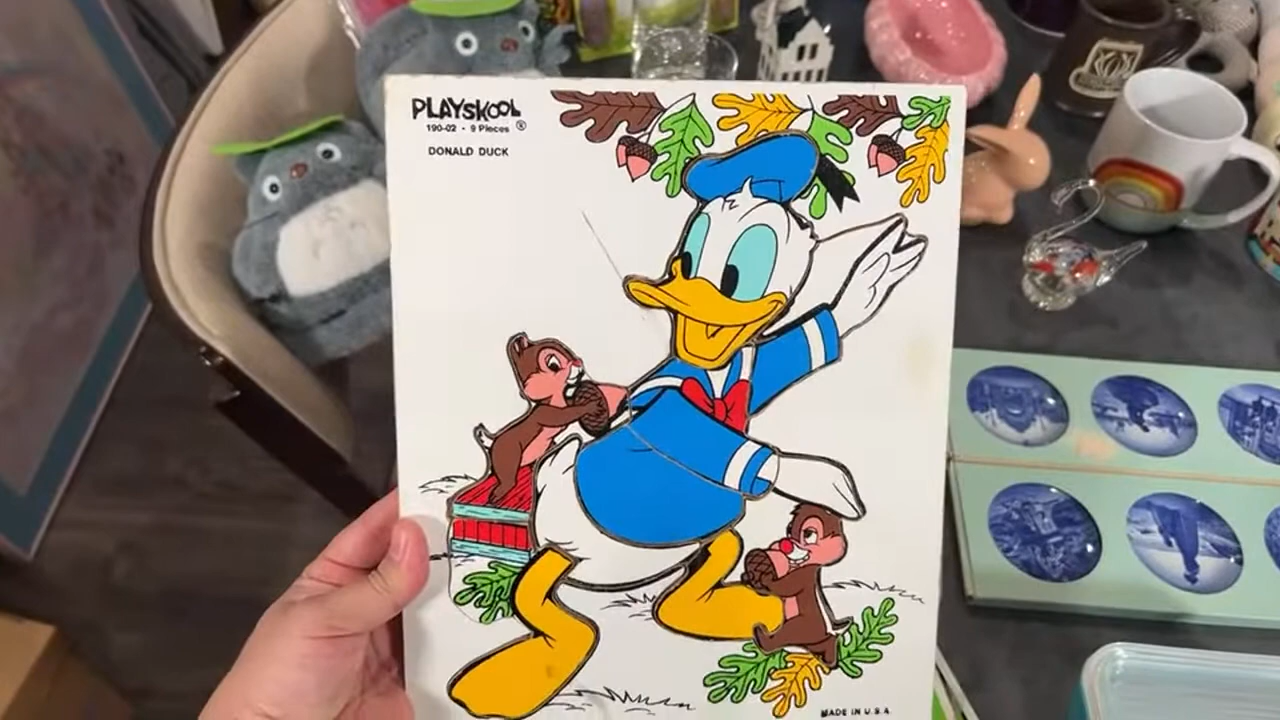 PLAYSKOOL
190-02 • 9 Pieces ®
DONALD DUCK
MADE IN U.S.A.